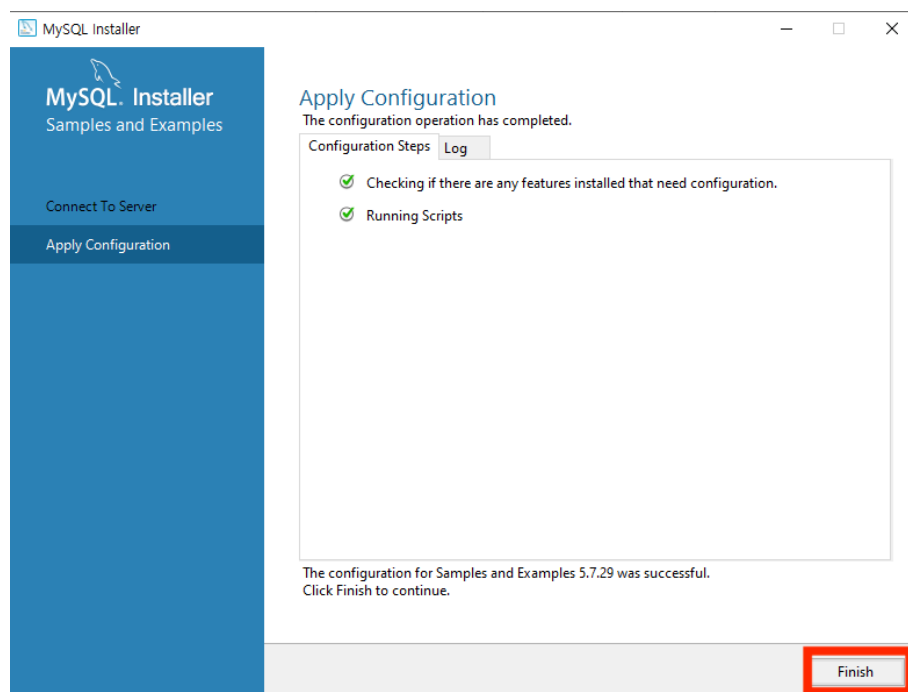 MySQL Installer
MySQL. Installer
Samples and Examples
Connect To Server
Apply Configuration
Apply Configuration
The configuration operation has completed.
Configuration Steps
Log
Checking if there are any features installed that need configuration.
Running Scripts
The configuration for Samples and Examples 5.7.29 was successful.
Click Finish to continue.
Finish